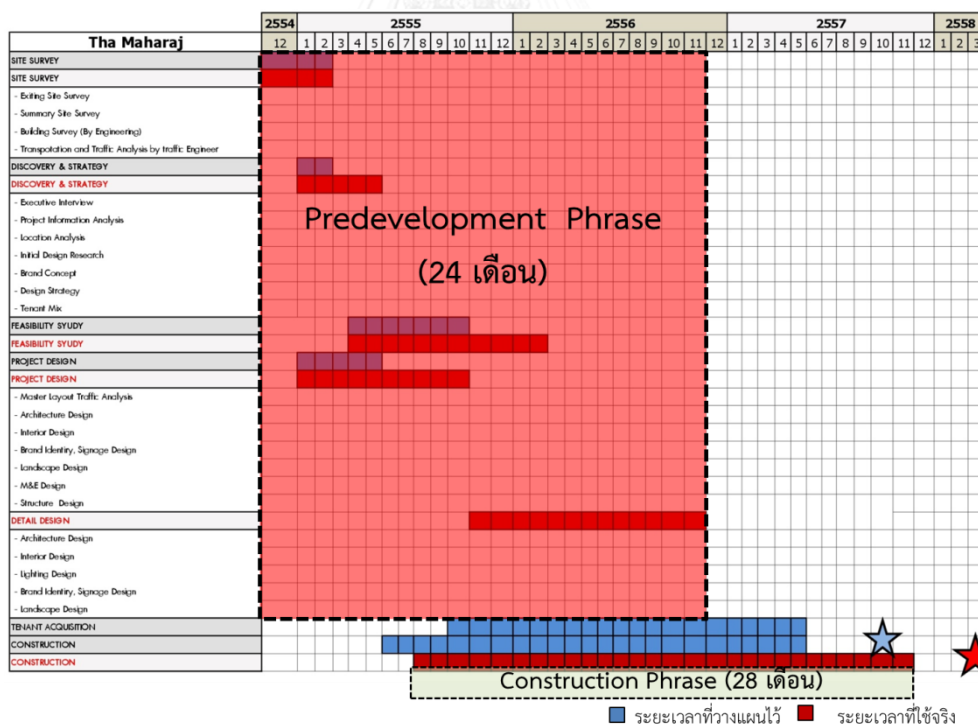 2554 2555 2556 2557 2558
Tha Maharaj 12 1 2 3 4 5 6 7 8 9 10 11 12 1 2 3 4 5 6 7 8 9 10 11 12 1 2 3 4 5 6 7 8 9 10 11 12 1 2 3
SITE SURVEY
SITE SURVEY
- Exiting Site Survey
- Summary Site Survey
- Building Survey (By Engineering)
- Transpotation and Traffic Analysis by traffic Engineer
DISCOVERY & STRATEGY
DISCOVERY & STRATEGY
- Executive Interview
- Project Information Analysis
- Location Analysis
- Initial Design Research
- Brand Concept
- Design Strategy
- Tenant Mix
Predevelopment Phrase
(24 เดือน)
FEASIBILITY SYUDY
FEASIBILITY SYUDY
PROJECT DESIGN
PROJECT DESIGN
- Master Layout Traffic Analysis
- Architecture Design
- Interior Design
- Brand Identiry, Signage Design
- Landscape Design
- M&E Design
- Structure Design
DETAIL DESIGN
- Architecture Design
- Interior Design
- Lighting Design
- Brand Identiry, Signage Design
- Landscape Design
TENANT ACQUISITION
CONSTRUCTION
CONSTRUCTION
Construction Phrase (28 เดือน)
ระยะเวลาที่วางแผนไว้ ระยะเวลาที่ใช้จริง